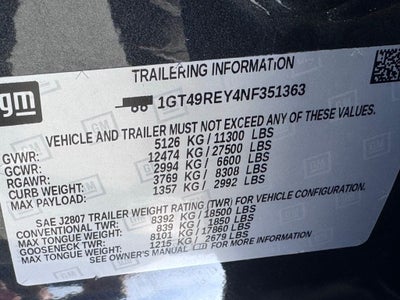 gm
TRAILERING INFORMATION
1GT49REY4NF351363
VEHICLE AND TRAILER MUST NOT EXCEED ANY OF THESE WEIGHTS
GVWR: 5126 KG / 11300 LBS
GCWR: 12474 KG / 27500 LBS
RGAWR: 2994 KG / 6600 LBS
CURB WEIGHT: 3769 KG / 8308 LBS
MAX PAYLOAD: 1357 KG / 2992 LBS
SAE J2807 TRAILER WEIGHT RATING (TWR) FOR VEHICLE CONFIGURATION.
CONVENTIONAL TWR: 8392 KG / 18500 LBS
MAX TONGUE WEIGHT: 839 KG / 1850 LBS
GOOSENECK TWR: 8101 KG / 17860 LBS
MAX TONGUE WEIGHT: 1215 KG / 2679 LBS
SEE OWNER'S MANUAL FOR MORE INFORMATION